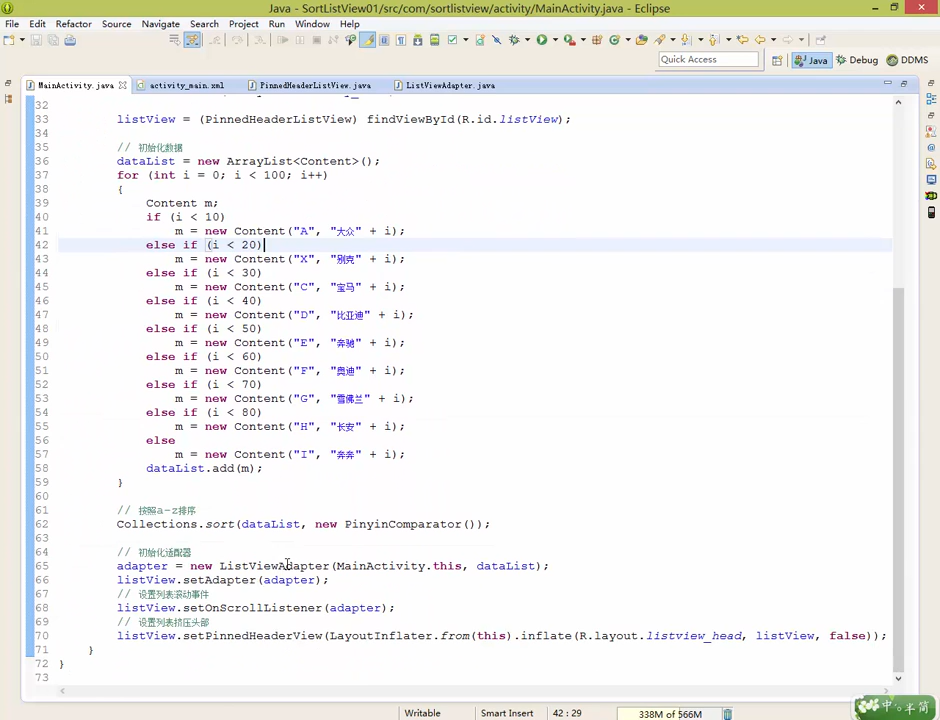 Java - SortListView01/src/com/sortlistview/activity/MainActivity.java - Eclipse
File Edit Refactor Source Navigate Search Project Run Window Help
Quick Access Java Debug DDMS
MainActivity.java activity_main.xml PinnedHeaderListView.java ListViewAdapter.java
32
33 listView = (PinnedHeaderListView) findViewById(R.id.listView);
34
35 // 初始化数据
36 dataList = new ArrayList<Content>();
37 for (int i = 0; i < 100; i++)
38 {
39 Content m;
40 if (i < 10)
41 m = new Content("A", "大众" + i);
42 else if (i < 20)
43 m = new Content("X", "别克" + i);
44 else if (i < 30)
45 m = new Content("C", "宝马" + i);
46 else if (i < 40)
47 m = new Content("D", "比亚迪" + i);
48 else if (i < 50)
49 m = new Content("E", "奔驰" + i);
50 else if (i < 60)
51 m = new Content("F", "奥迪" + i);
52 else if (i < 70)
53 m = new Content("G", "雪佛兰" + i);
54 else if (i < 80)
55 m = new Content("H", "长安" + i);
56 else
57 m = new Content("I", "奔奔" + i);
58 dataList.add(m);
59 }
60
61 // 按照a-z排序
62 Collections.sort(dataList, new PinyinComparator());
63
64 // 初始化适配器
65 adapter = new ListViewAdapter(MainActivity.this, dataList);
66 listView.setAdapter(adapter);
67 // 设置列表滚动事件
68 listView.setOnScrollListener(adapter);
69 // 设置列表挤压头部
70 listView.setPinnedHeaderView(LayoutInflater.from(this).inflate(R.layout.listview_head, listView, false));
71 }
72 }
73
Writable Smart Insert 42 : 29 338M of 566M
中 半 简